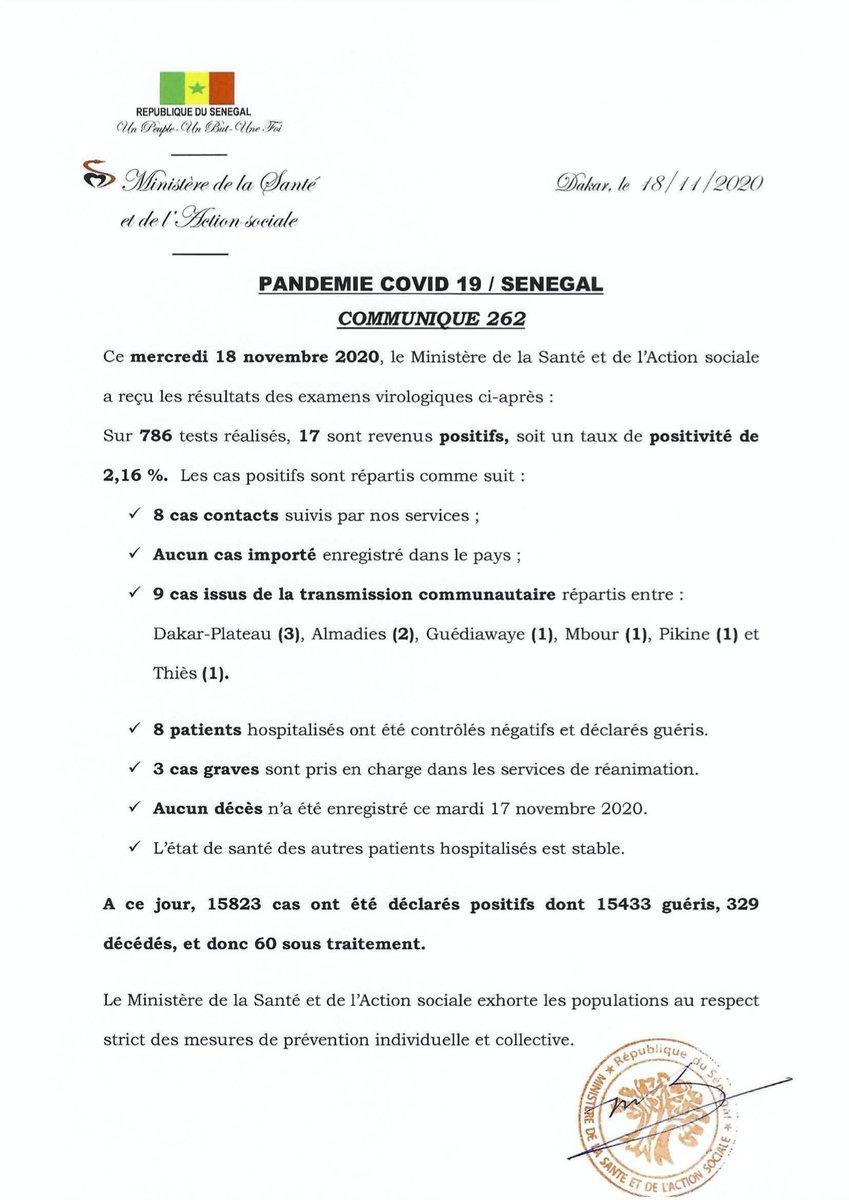 REPUBLIQUE DU SENEGAL
Un Peuple-Un But-Une Foi
Ministère de la Santé
et de l'Action sociale
Dakar, le 18/11/2020
PANDEMIE COVID 19 / SENEGAL
COMMUNIQUE 262
Ce mercredi 18 novembre 2020, le Ministère de la Santé et de l'Action sociale
a reçu les résultats des examens virologiques ci-après :
Sur 786 tests réalisés, 17 sont revenus positifs, soit un taux de positivité de
2,16 %. Les cas positifs sont répartis comme suit :
✓ 8 cas contacts suivis par nos services ;
✓ Aucun cas importé enregistré dans le pays ;
✓ 9 cas issus de la transmission communautaire répartis entre :
Dakar-Plateau (3), Almadies (2), Guédiawaye (1), Mbour (1), Pikine (1) et
Thiès (1).
✓ 8 patients hospitalisés ont été contrôlés négatifs et déclarés guéris.
✓ 3 cas graves sont pris en charge dans les services de réanimation.
✓ Aucun décès n'a été enregistré ce mardi 17 novembre 2020.
✓ L'état de santé des autres patients hospitalisés est stable.
A ce jour, 15823 cas ont été déclarés positifs dont 15433 guéris, 329
décédés, et donc 60 sous traitement.
Le Ministère de la Santé et de l'Action sociale exhorte les populations au respect
strict des mesures de prévention individuelle et collective.
République du Sénégal
MINISTÈRE DE LA SANTE ET DE L'ACTION SOCIALE